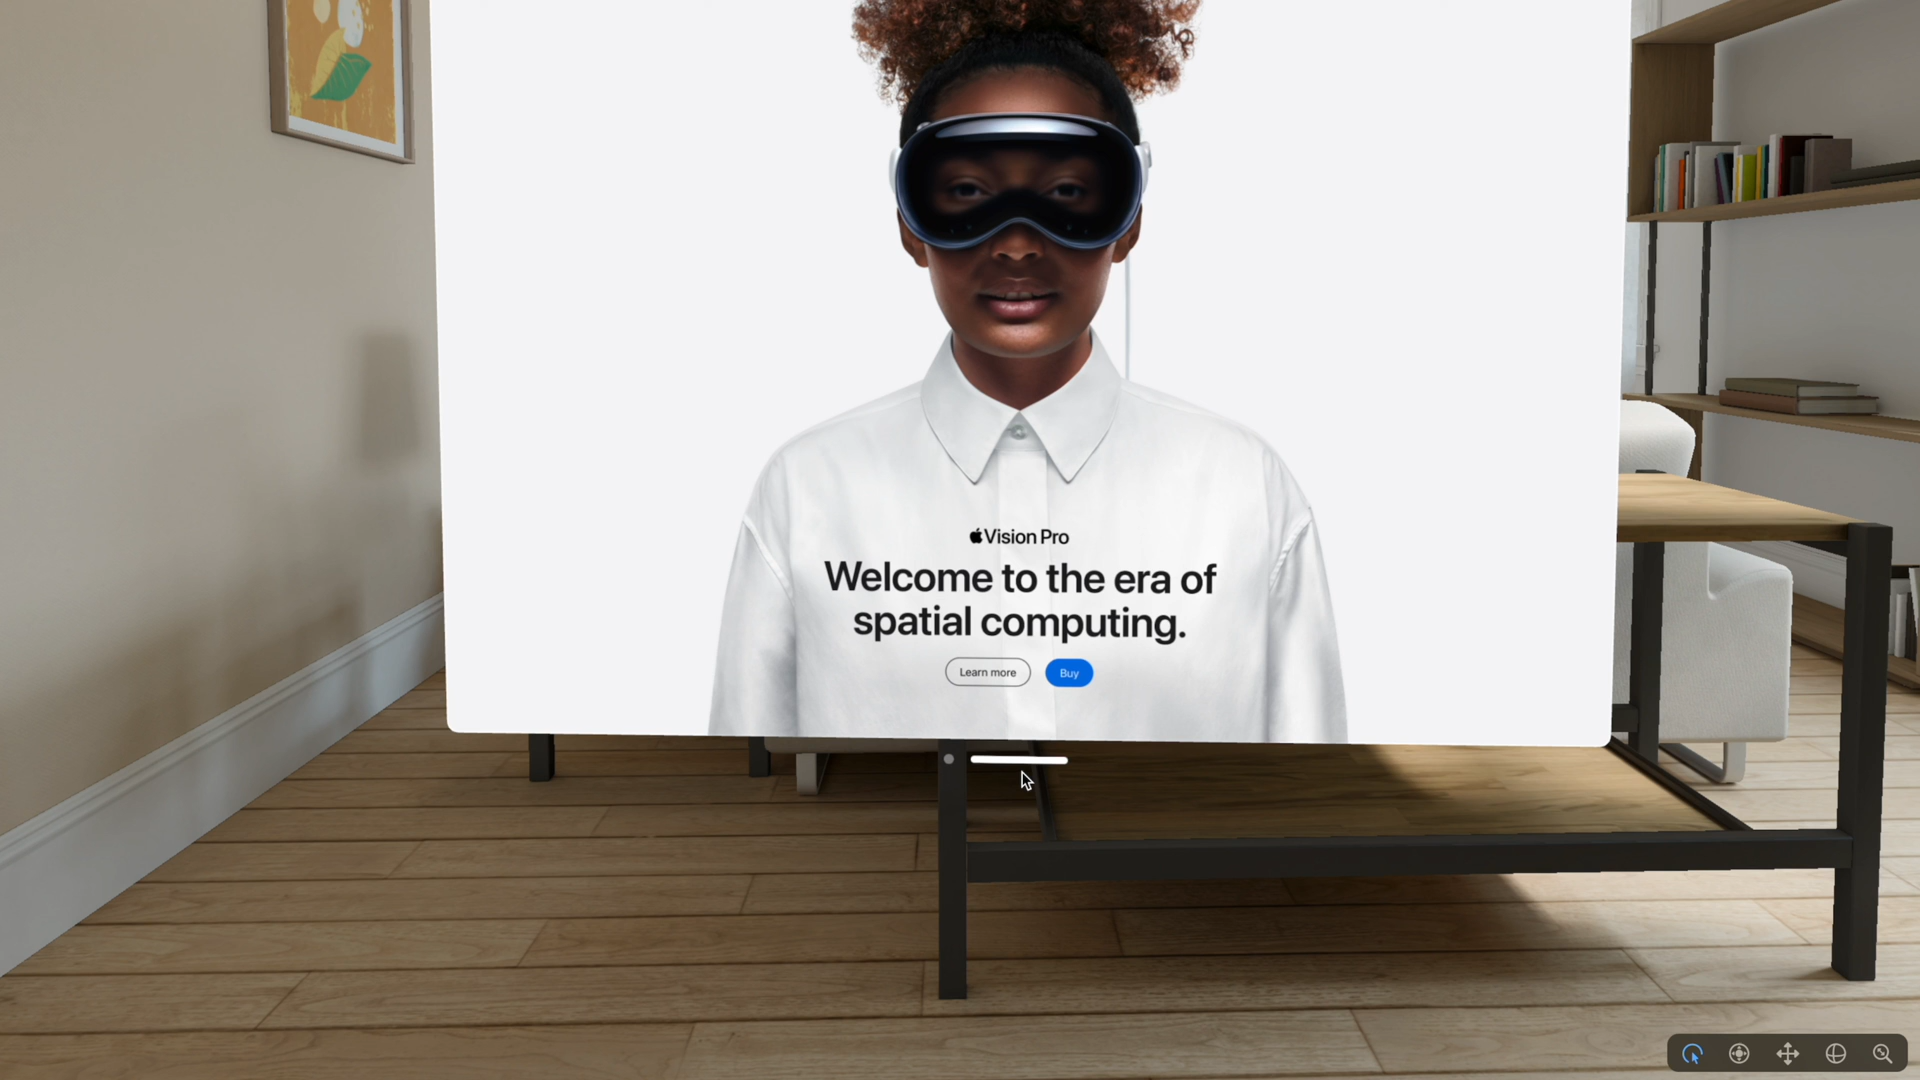 Vision Pro
Welcome to the era of
spatial computing.
Learn more
Buy